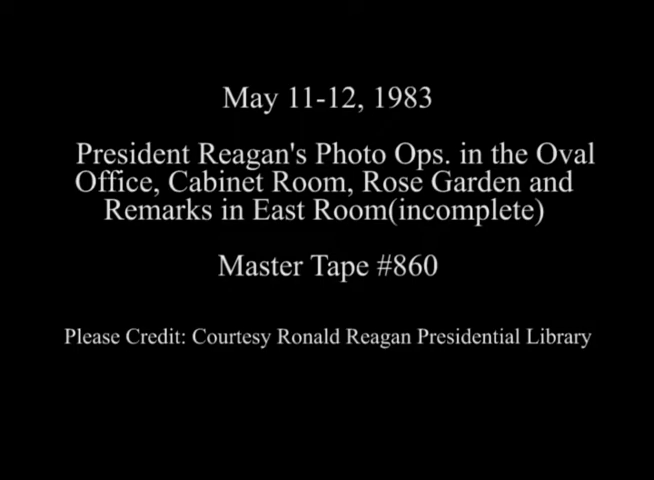 May 11-12, 1983
President Reagan's Photo Ops. in the Oval
Office, Cabinet Room, Rose Garden and
Remarks in East Room(incomplete)
Master Tape #860
Please Credit: Courtesy Ronald Reagan Presidential Library